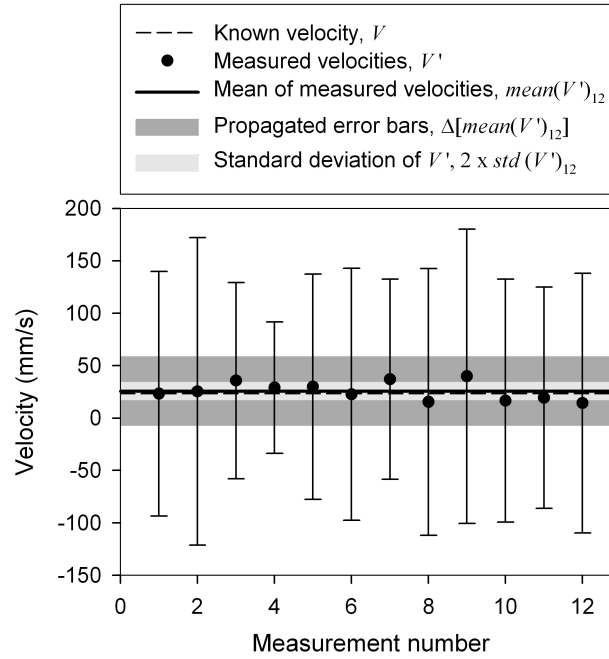 Known velocity, V
Measured velocities, V'
Mean of measured velocities, mean(V')₁₂
Propagated error bars, Δ[mean(V')₁₂]
Standard deviation of V', 2 x std (V')₁₂
200
150
100
50
0
-50
-100
-150
Velocity (mm/s)
0 2 4 6 8 10 12
Measurement number